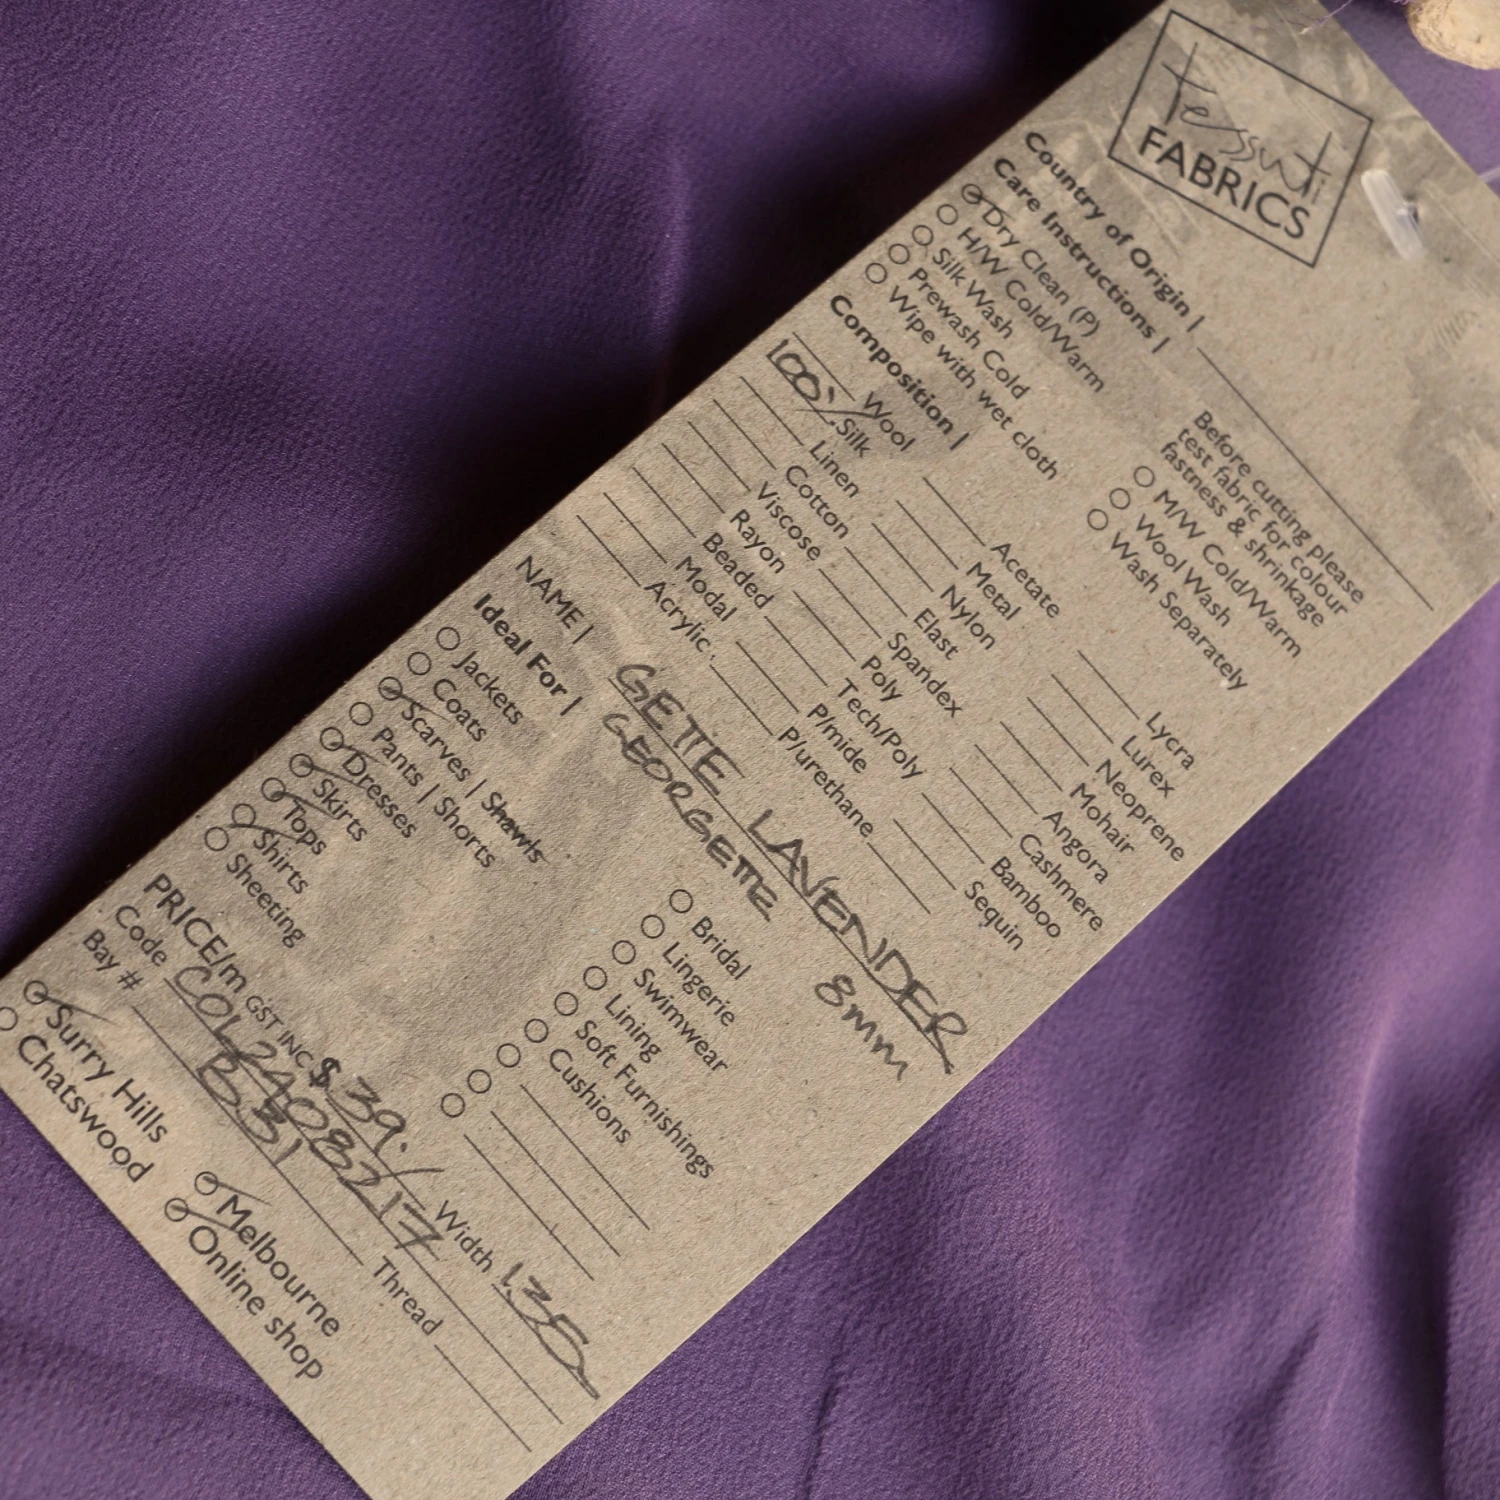 tessuti
FABRICS
Country of Origin |
Care Instructions |
Dry Clean (P)
H/W Cold/Warm
Silk Wash
Prewash Cold
Wipe with wet cloth
Before cutting please
test fabric for colour
fastness & shrinkage
M/W Cold/Warm
Wool Wash
Wash Separately
Composition |
Wool
100% Silk
Linen
Cotton
Viscose
Rayon
Beaded
Modal
Acrylic
Acetate
Metal
Nylon
Elast
Spandex
Poly
Tech/Poly
P/mide
P/urethane
Lycra
Lurex
Neoprene
Mohair
Angora
Cashmere
Bamboo
Sequin
NAME | GETTE LAVENDER
GEORGETTE 8mm
Ideal For |
Jackets
Coats
Scarves | Shawls
Pants | Shorts
Dresses
Skirts
Tops
Shirts
Sheeting
Bridal
Lingerie
Swimwear
Lining
Soft Furnishings
Cushions
PRICE/m GST INC $39. Width 1.35
Code COL2408217
Bay # B31 Thread
Surry Hills
Chatswood
Melbourne
Online shop